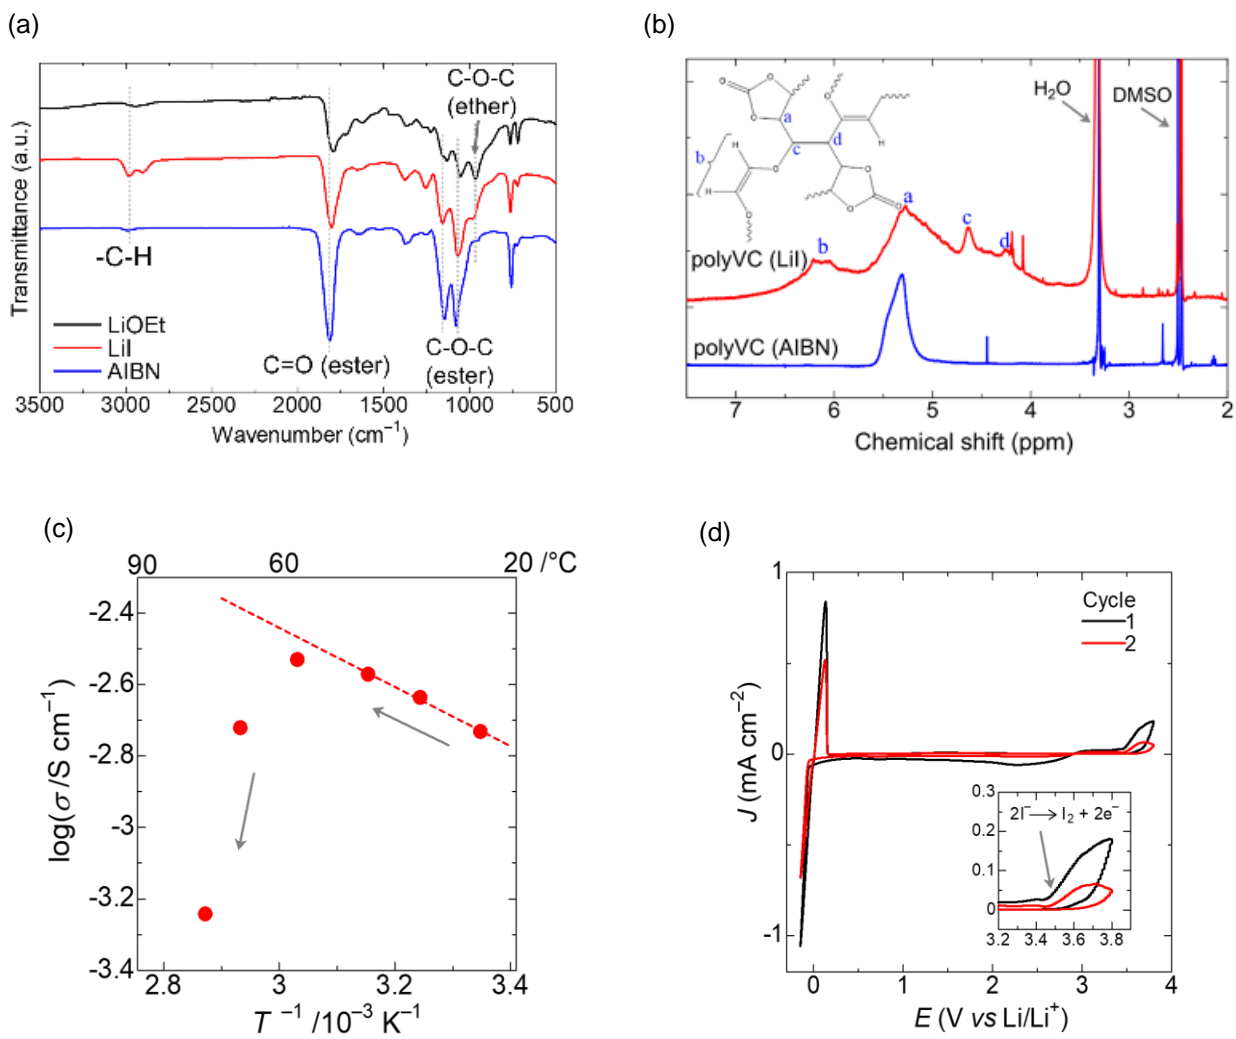 (a)
C-O-C
(ether)
-C-H
LiOEt
LiI
AIBN
C=O (ester)
C-O-C
(ester)
3500 3000 2500 2000 1500 1000 500
Wavenumber (cm⁻¹)
Transmittance (a.u.)
(b)
H₂O
DMSO
O
O
O
O
a
H
b
H
d
c
H
O
O
H
O
O
O
a
b
c
d
polyVC (LiI)
polyVC (AIBN)
7 6 5 4 3 2
Chemical shift (ppm)
(c)
90 60 20 /°C
-2.4
-2.6
-2.8
-3
-3.2
-3.4
2.8 3 3.2 3.4
T ⁻¹ /10⁻³ K⁻¹
log(σ /S cm⁻¹)
(d)
1
0
-1
Cycle
1
2
0.3
0.2
0.1
0
2I⁻ → I₂ + 2e⁻
3.2 3.4 3.6 3.8
0 1 2 3 4
E (V vs Li/Li⁺)
J (mA cm⁻²)